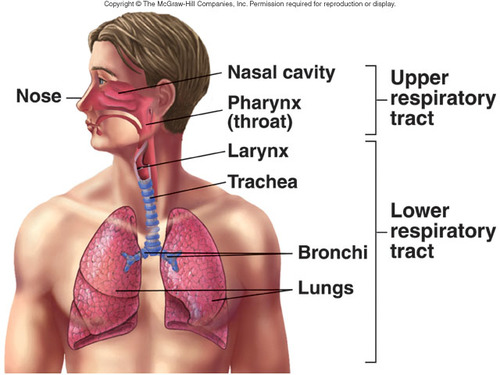 Copyright © The McGraw-Hill Companies, Inc. Permission required for reproduction or display.
Nose
Nasal cavity
Pharynx
(throat)
Larynx
Trachea
Bronchi
Lungs
Upper
respiratory
tract
Lower
respiratory
tract